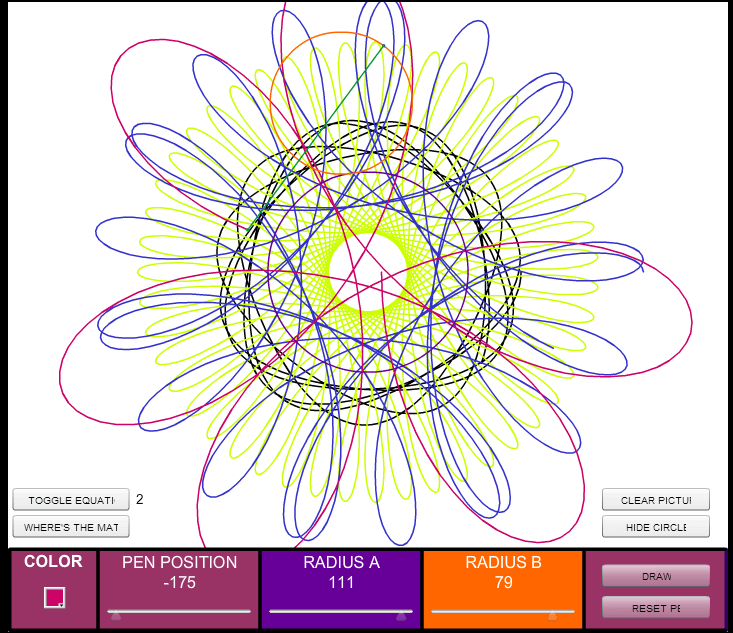 TOGGLE EQUATI
2
CLEAR PICTUI
WHERE'S THE MAT
HIDE CIRCLE
COLOR
PEN POSITION
-175
RADIUS A
111
RADIUS B
79
DRAW
RESET PE